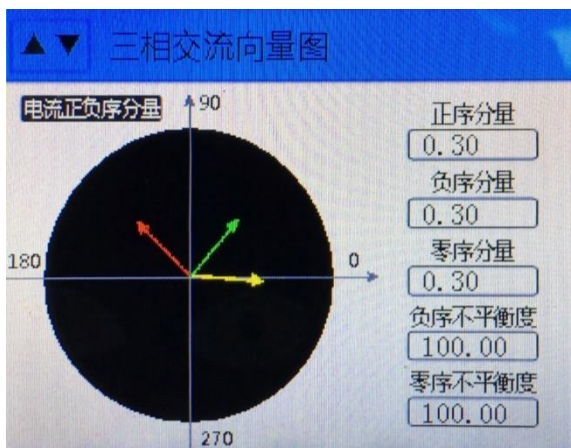 ▲ ▼ 三相交流向量图
电流正负序分量
90
180
0
270
正序分量
0.30
负序分量
0.30
零序分量
0.30
负序不平衡度
100.00
零序不平衡度
100.00